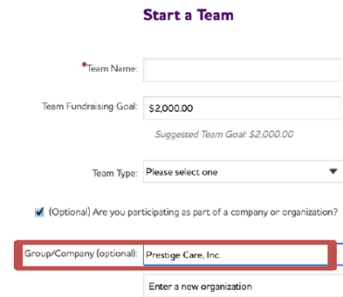 Start a Team
*Team Name:
Team Fundraising Goal: $2,000.00
Suggested Team Goal: $2,000.00
Team Type: Please select one
(Optional) Are you participating as part of a company or organization?
Group/Company (optional): Prestige Care, Inc.
Enter a new organization